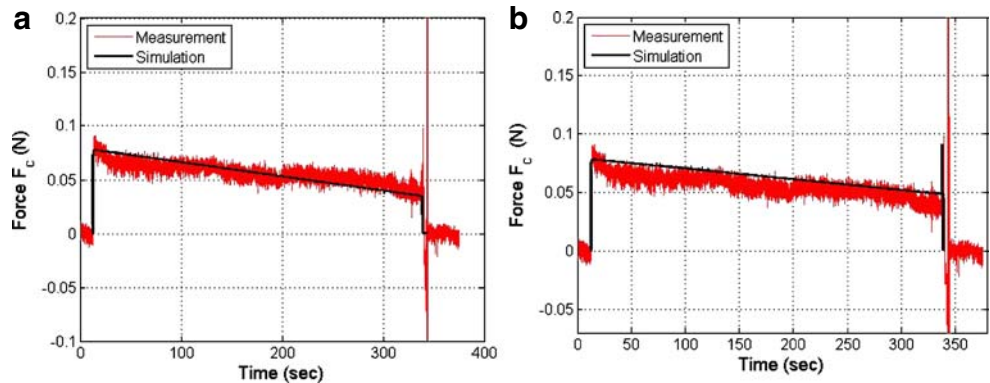 a
0.2
0.15
0.1
0.05
0
-0.05
-0.1
Force F_c (N)
Measurement
Simulation
0
100
200
300
400
Time (sec)
b
0.2
0.15
0.1
0.05
0
-0.05
Force F_c (N)
Measurement
Simulation
0
50
100
150
200
250
300
350
Time (sec)